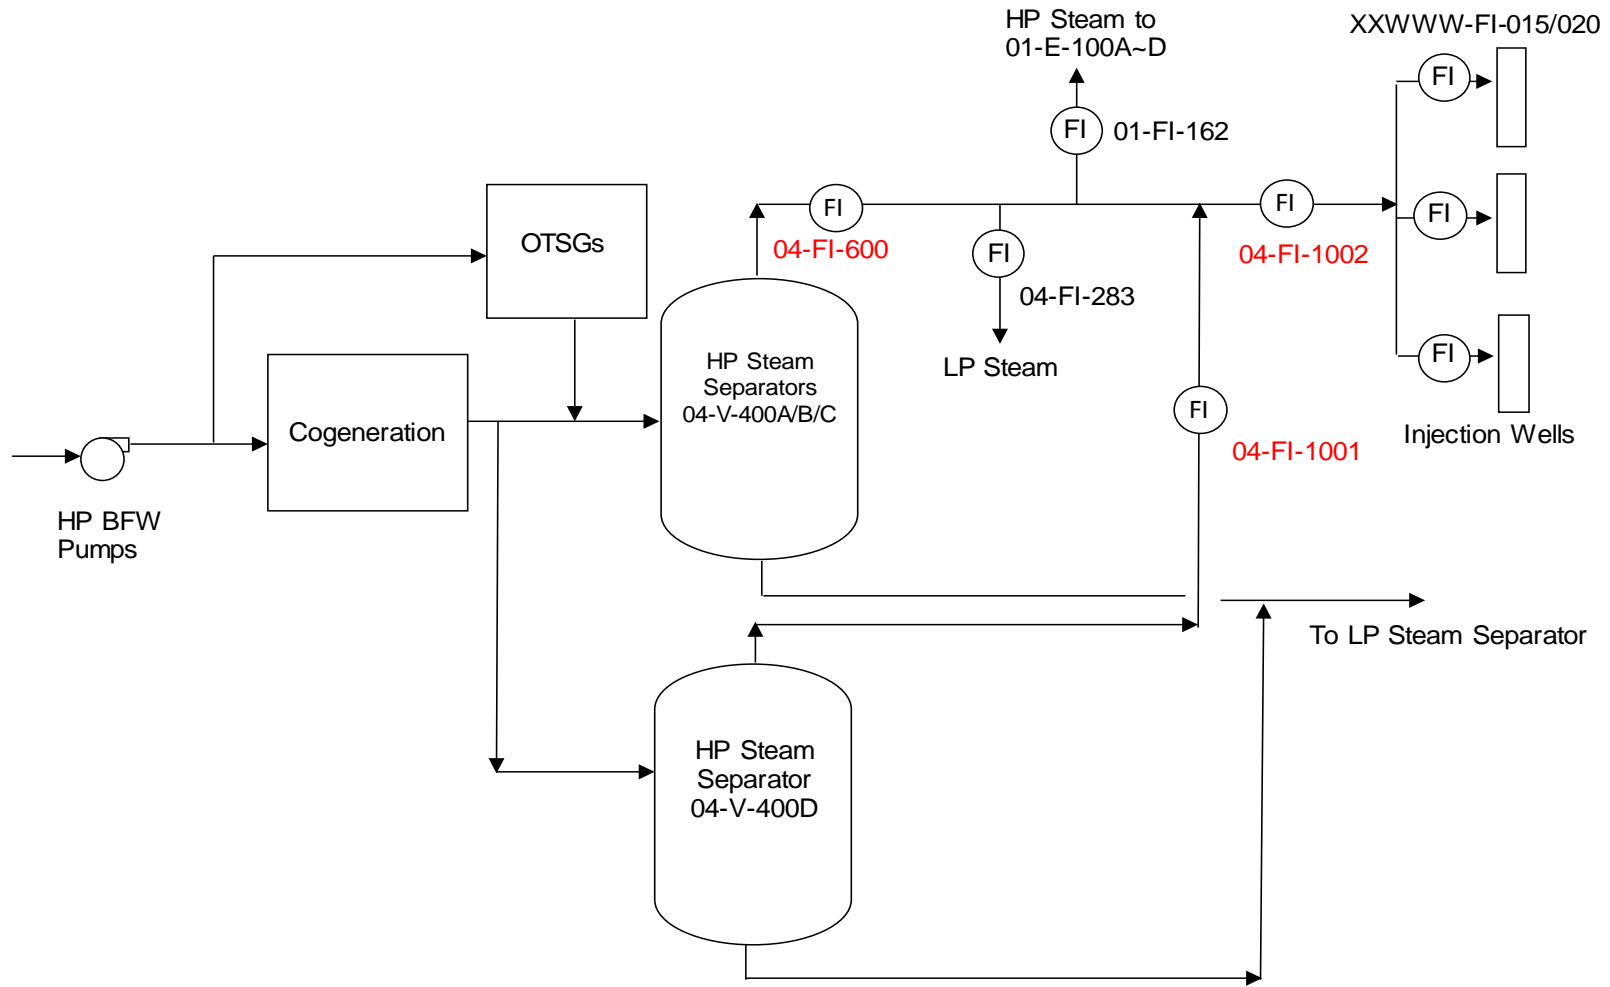 HP Steam to
01-E-100A~D
XXWWW-FI-015/020
FI
FI
01-FI-162
FI
FI
FI
OTSGs
04-FI-600
FI
04-FI-1002
04-FI-283
HP Steam
Separators
04-V-400A/B/C
LP Steam
FI
FI
Cogeneration
Injection Wells
04-FI-1001
HP BFW
Pumps
To LP Steam Separator
HP Steam
Separator
04-V-400D